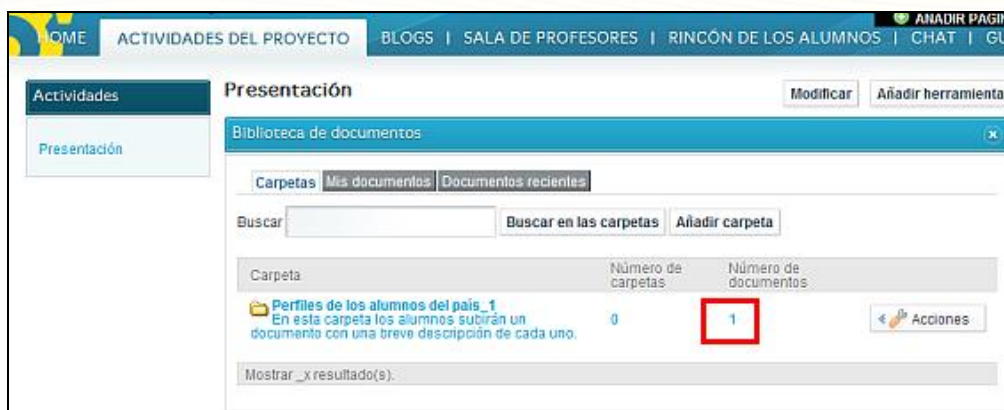 AÑADIR PAGIN
HOME ACTIVIDADES DEL PROYECTO BLOGS | SALA DE PROFESORES | RINCÓN DE LOS ALUMNOS | CHAT | GU
Actividades
Presentación
Presentación
Modificar Añadir herramienta
Biblioteca de documentos
Carpetas Mis documentos Documentos recientes
Buscar Buscar en las carpetas Añadir carpeta
Carpeta Número de carpetas Número de documentos
Perfiles de los alumnos del país_1
En esta carpeta los alumnos subirán un
documento con una breve descripción de cada uno.
0 1 Acciones
Mostrar _x resultado(s).